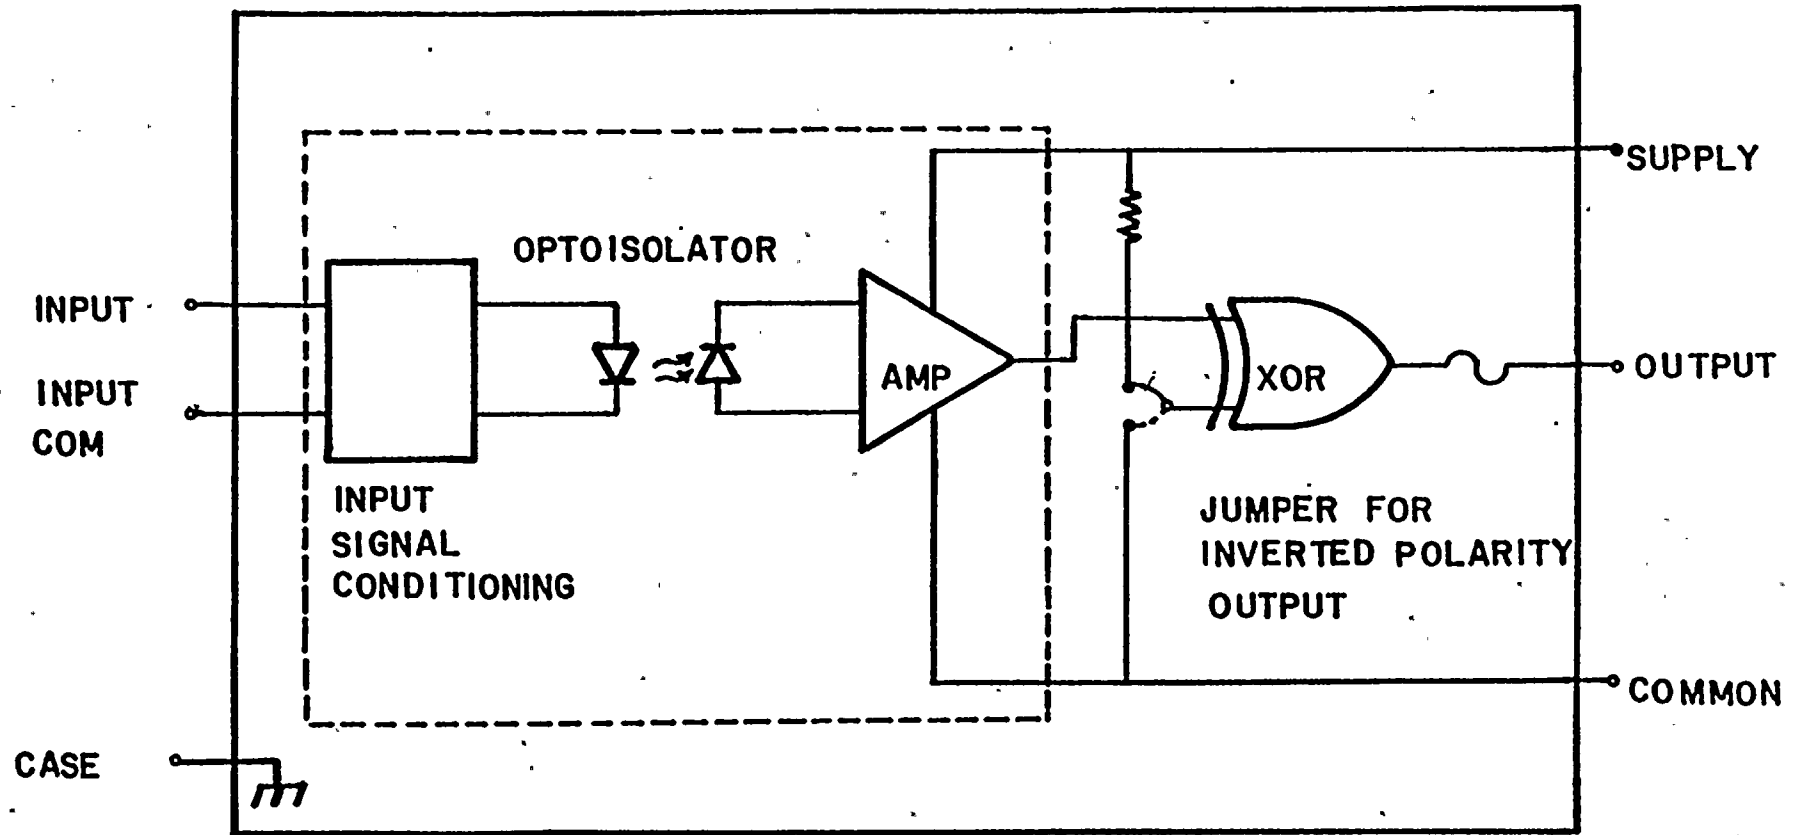 SUPPLY
OPTOISOLATOR
INPUT
INPUT
COM
AMP
XOR
OUTPUT
INPUT
SIGNAL
CONDITIONING
JUMPER FOR
INVERTED POLARITY
OUTPUT
COMMON
CASE